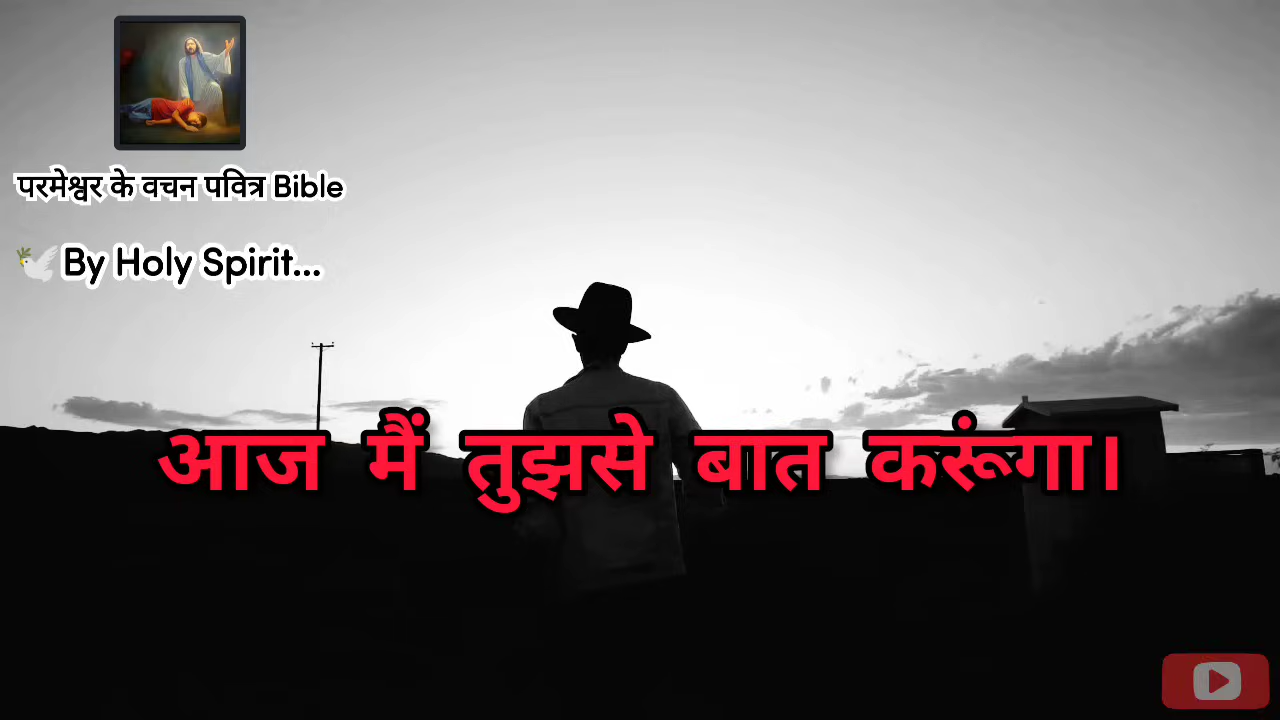 परमेश्वर के वचन पवित्र Bible
🕊️ By Holy Spirit...
आज मैं तुझसे बात करूंगा।